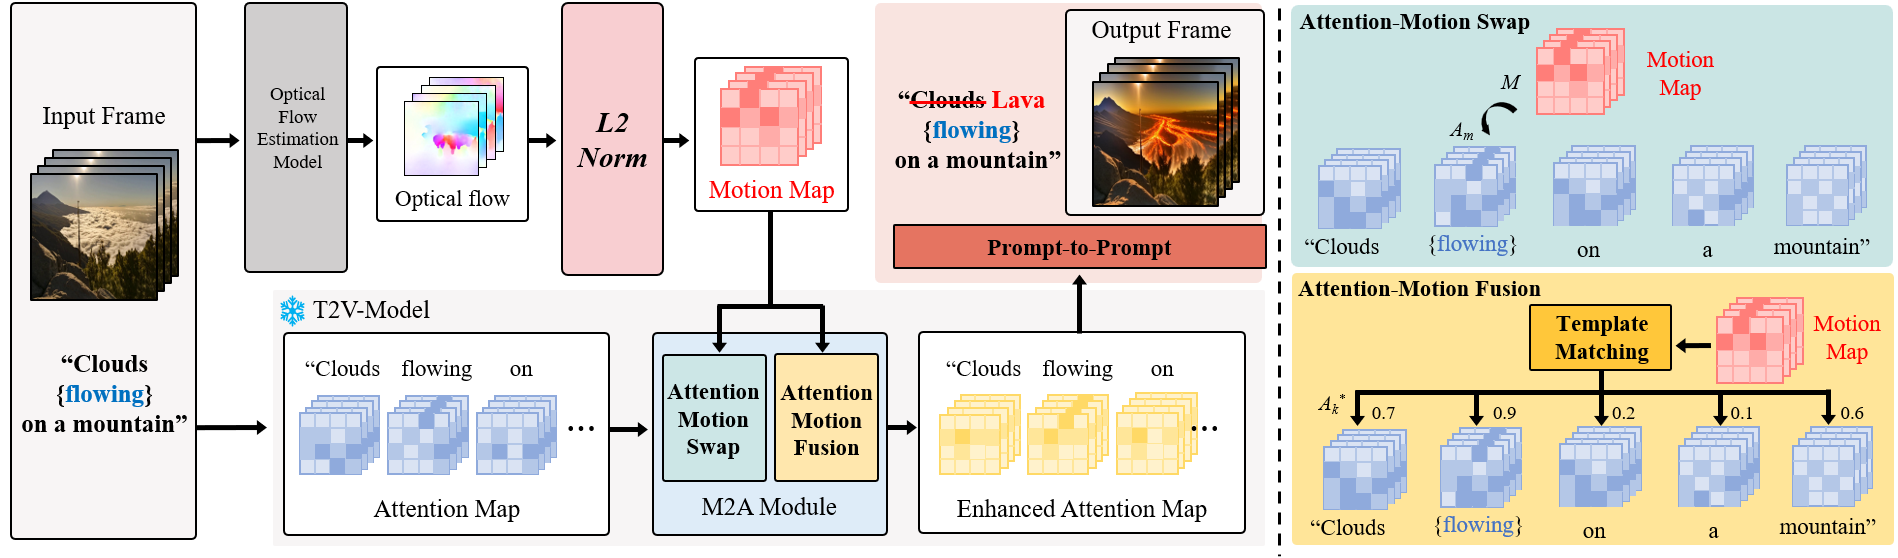 Input Frame
“Clouds
{flowing}
on a mountain”
Optical
Flow
Estimation
Model
Optical flow
L2
Norm
Motion Map
“Clouds Lava
{flowing}
on a mountain”
Output Frame
Prompt-to-Prompt
T2V-Model
“Clouds flowing on ...
Attention Map
Attention
Motion
Swap
Attention
Motion
Fusion
M2A Module
“Clouds flowing on ...
Enhanced Attention Map
Attention-Motion Swap
Motion
Map
M
Am
“Clouds {flowing} on a mountain”
Attention-Motion Fusion
Template
Matching
Motion
Map
Ak* 0.7 0.9 0.2 0.1 0.6
“Clouds {flowing} on a mountain”